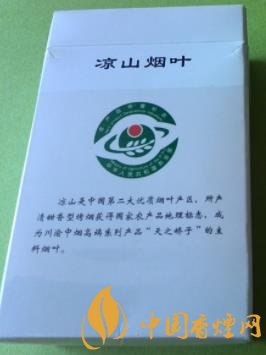 凉山烟叶
凉山是中国第二大优质烟叶产区，所产
清甜香型烤烟获得国家农产品地理标志，成
为川渝中烟高端系列产品“天之骄子”的主
料烟叶。
中国香烟网